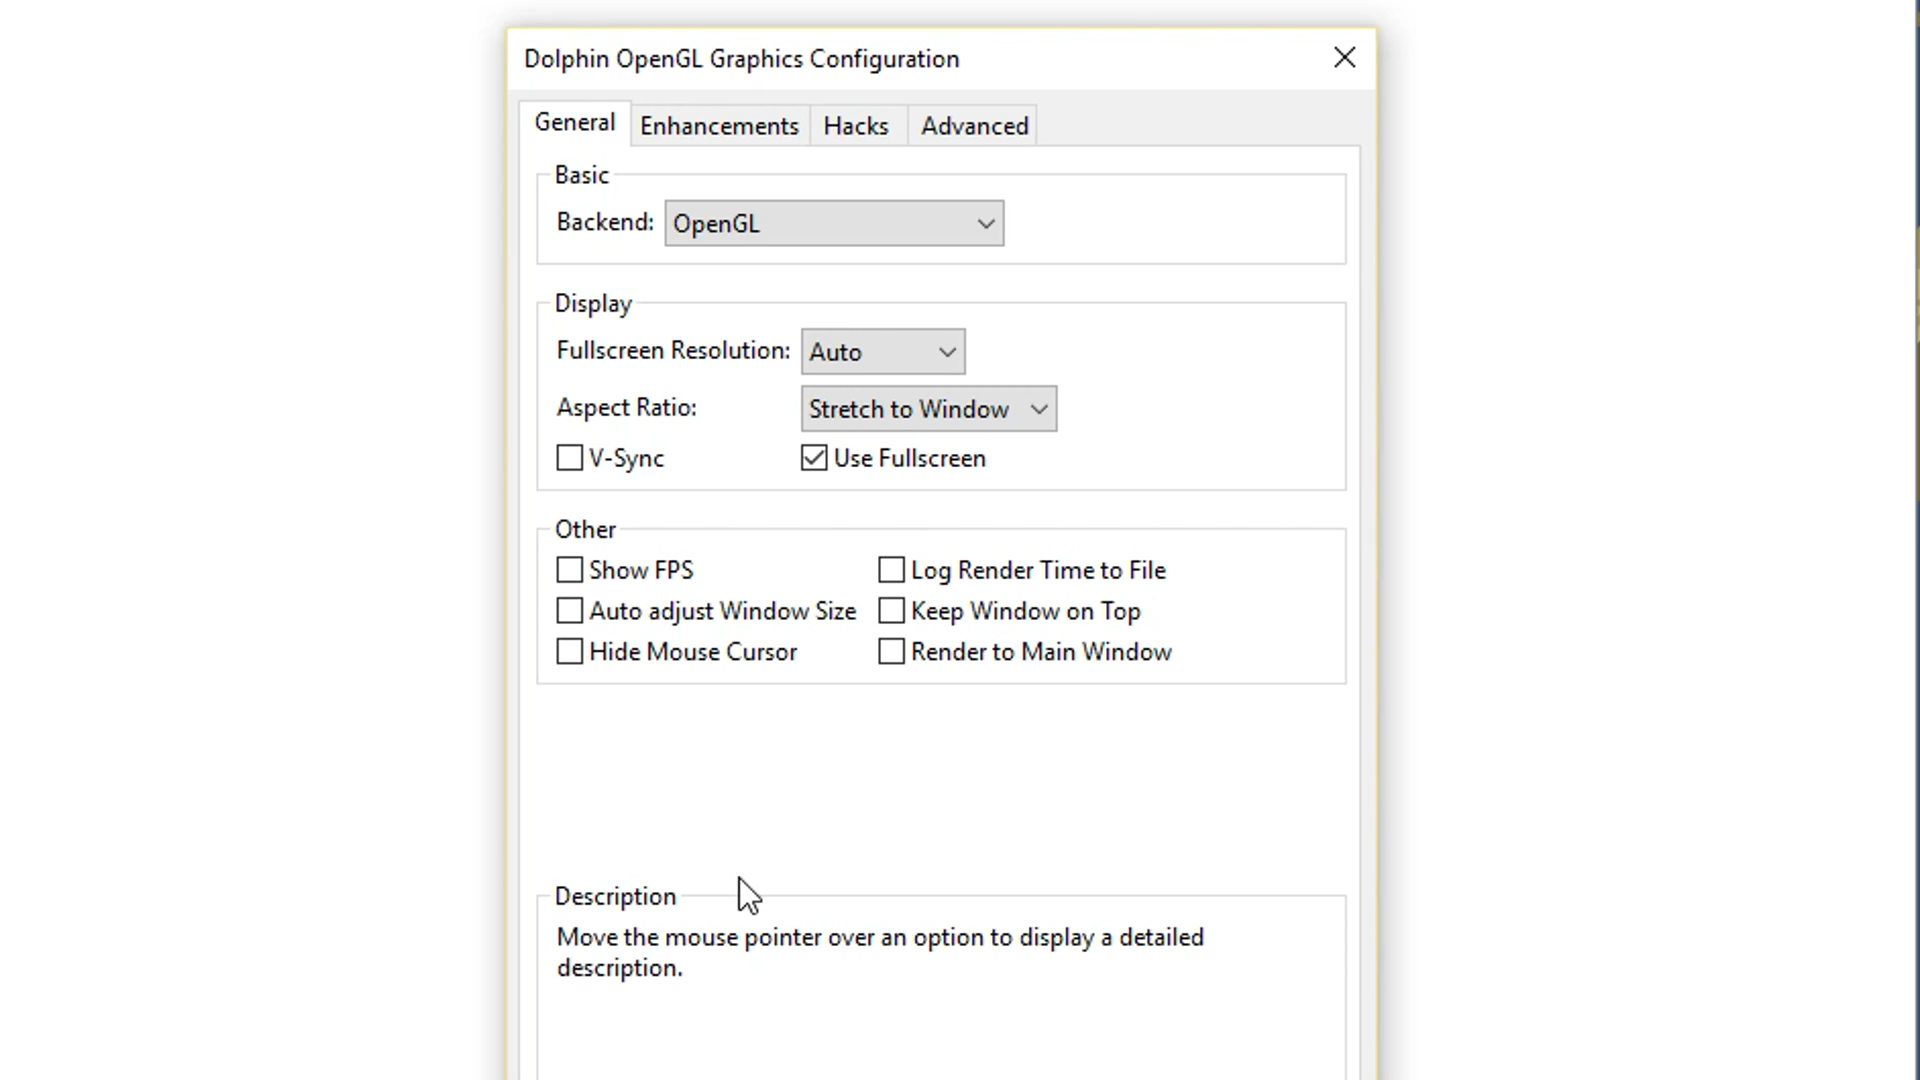 Dolphin OpenGL Graphics Configuration
General Enhancements Hacks Advanced
Basic
Backend: OpenGL
Display
Fullscreen Resolution: Auto
Aspect Ratio: Stretch to Window
V-Sync Use Fullscreen
Other
Show FPS Log Render Time to File
Auto adjust Window Size Keep Window on Top
Hide Mouse Cursor Render to Main Window
Description
Move the mouse pointer over an option to display a detailed
description.